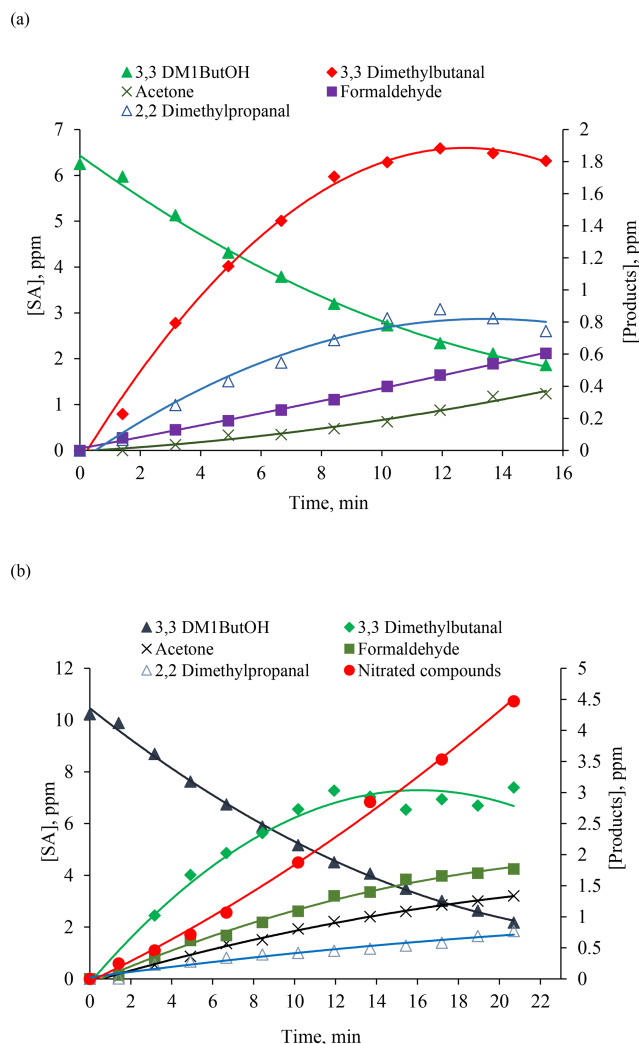 (a)
3,3 DM1ButOH 3,3 Dimethylbutanal
Acetone Formaldehyde
2,2 Dimethylpropanal
7 2
6 1.8
1.6
5 1.4
4 1.2
1
3 0.8
2 0.6
0.4
1 0.2
0 0
0 2 4 6 8 10 12 14 16
[SA], ppm
[Products], ppm
Time, min
(b)
3,3 DM1ButOH 3,3 Dimethylbutanal
Acetone Formaldehyde
2,2 Dimethylpropanal Nitrated compounds
12 5
4.5
10 4
8 3.5
3
6 2.5
2
4 1.5
2 1
0.5
0 0
0 2 4 6 8 10 12 14 16 18 20 22
[SA], ppm
[Products], ppm
Time, min